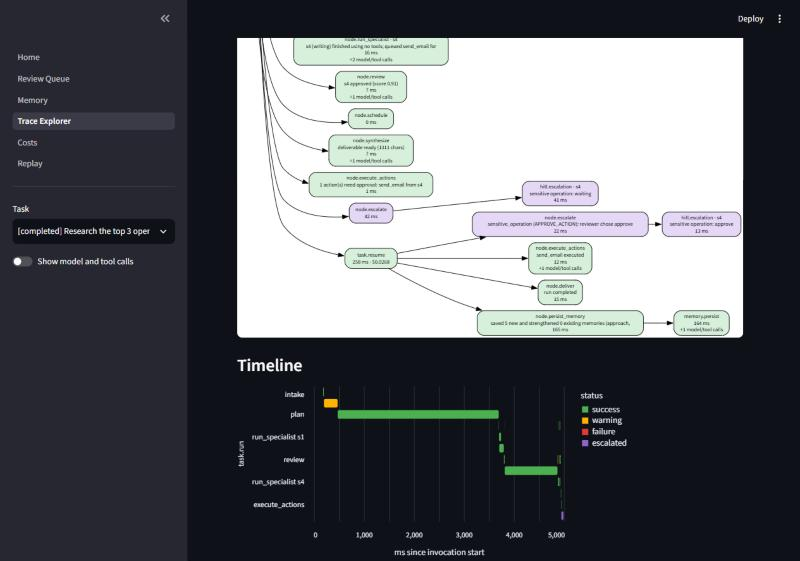 Deploy
Home
Review Queue
Memory
Trace Explorer
Costs
Replay
Task
[completed] Research the top 3 oper
Show model and tool calls
node.run_specialist - s4
s4 (writing) finished using no tools; queued send_email for
16 ms
+2 model/tool calls
node.review
s4 approved (score 0.91)
7 ms
+1 model/tool calls
node.schedule
0 ms
node.synthesize
deliverable ready (1311 chars)
7 ms
+1 model/tool calls
node.execute_actions
1 action(s) need approval: send_email from s4
1 ms
node.escalate
42 ms
hitl.escalation - s4
sensitive operation: waiting
41 ms
node.escalate
sensitive_operation (APPROVE_ACTION): reviewer chose approve
22 ms
hitl.escalation - s4
sensitive operation: approve
13 ms
task.resume
258 ms - $0.0268
node.execute_actions
send_email executed
12 ms
+1 model/tool calls
node.deliver
run completed
15 ms
node.persist_memory
saved 5 new and strengthened 0 existing memories (approach,
165 ms
memory.persist
164 ms
+1 model/tool calls
Timeline
task.run
intake
plan
run_specialist s1
review
run_specialist s4
execute_actions
0
1,000
2,000
3,000
4,000
5,000
ms since invocation start
status
success
warning
failure
escalated